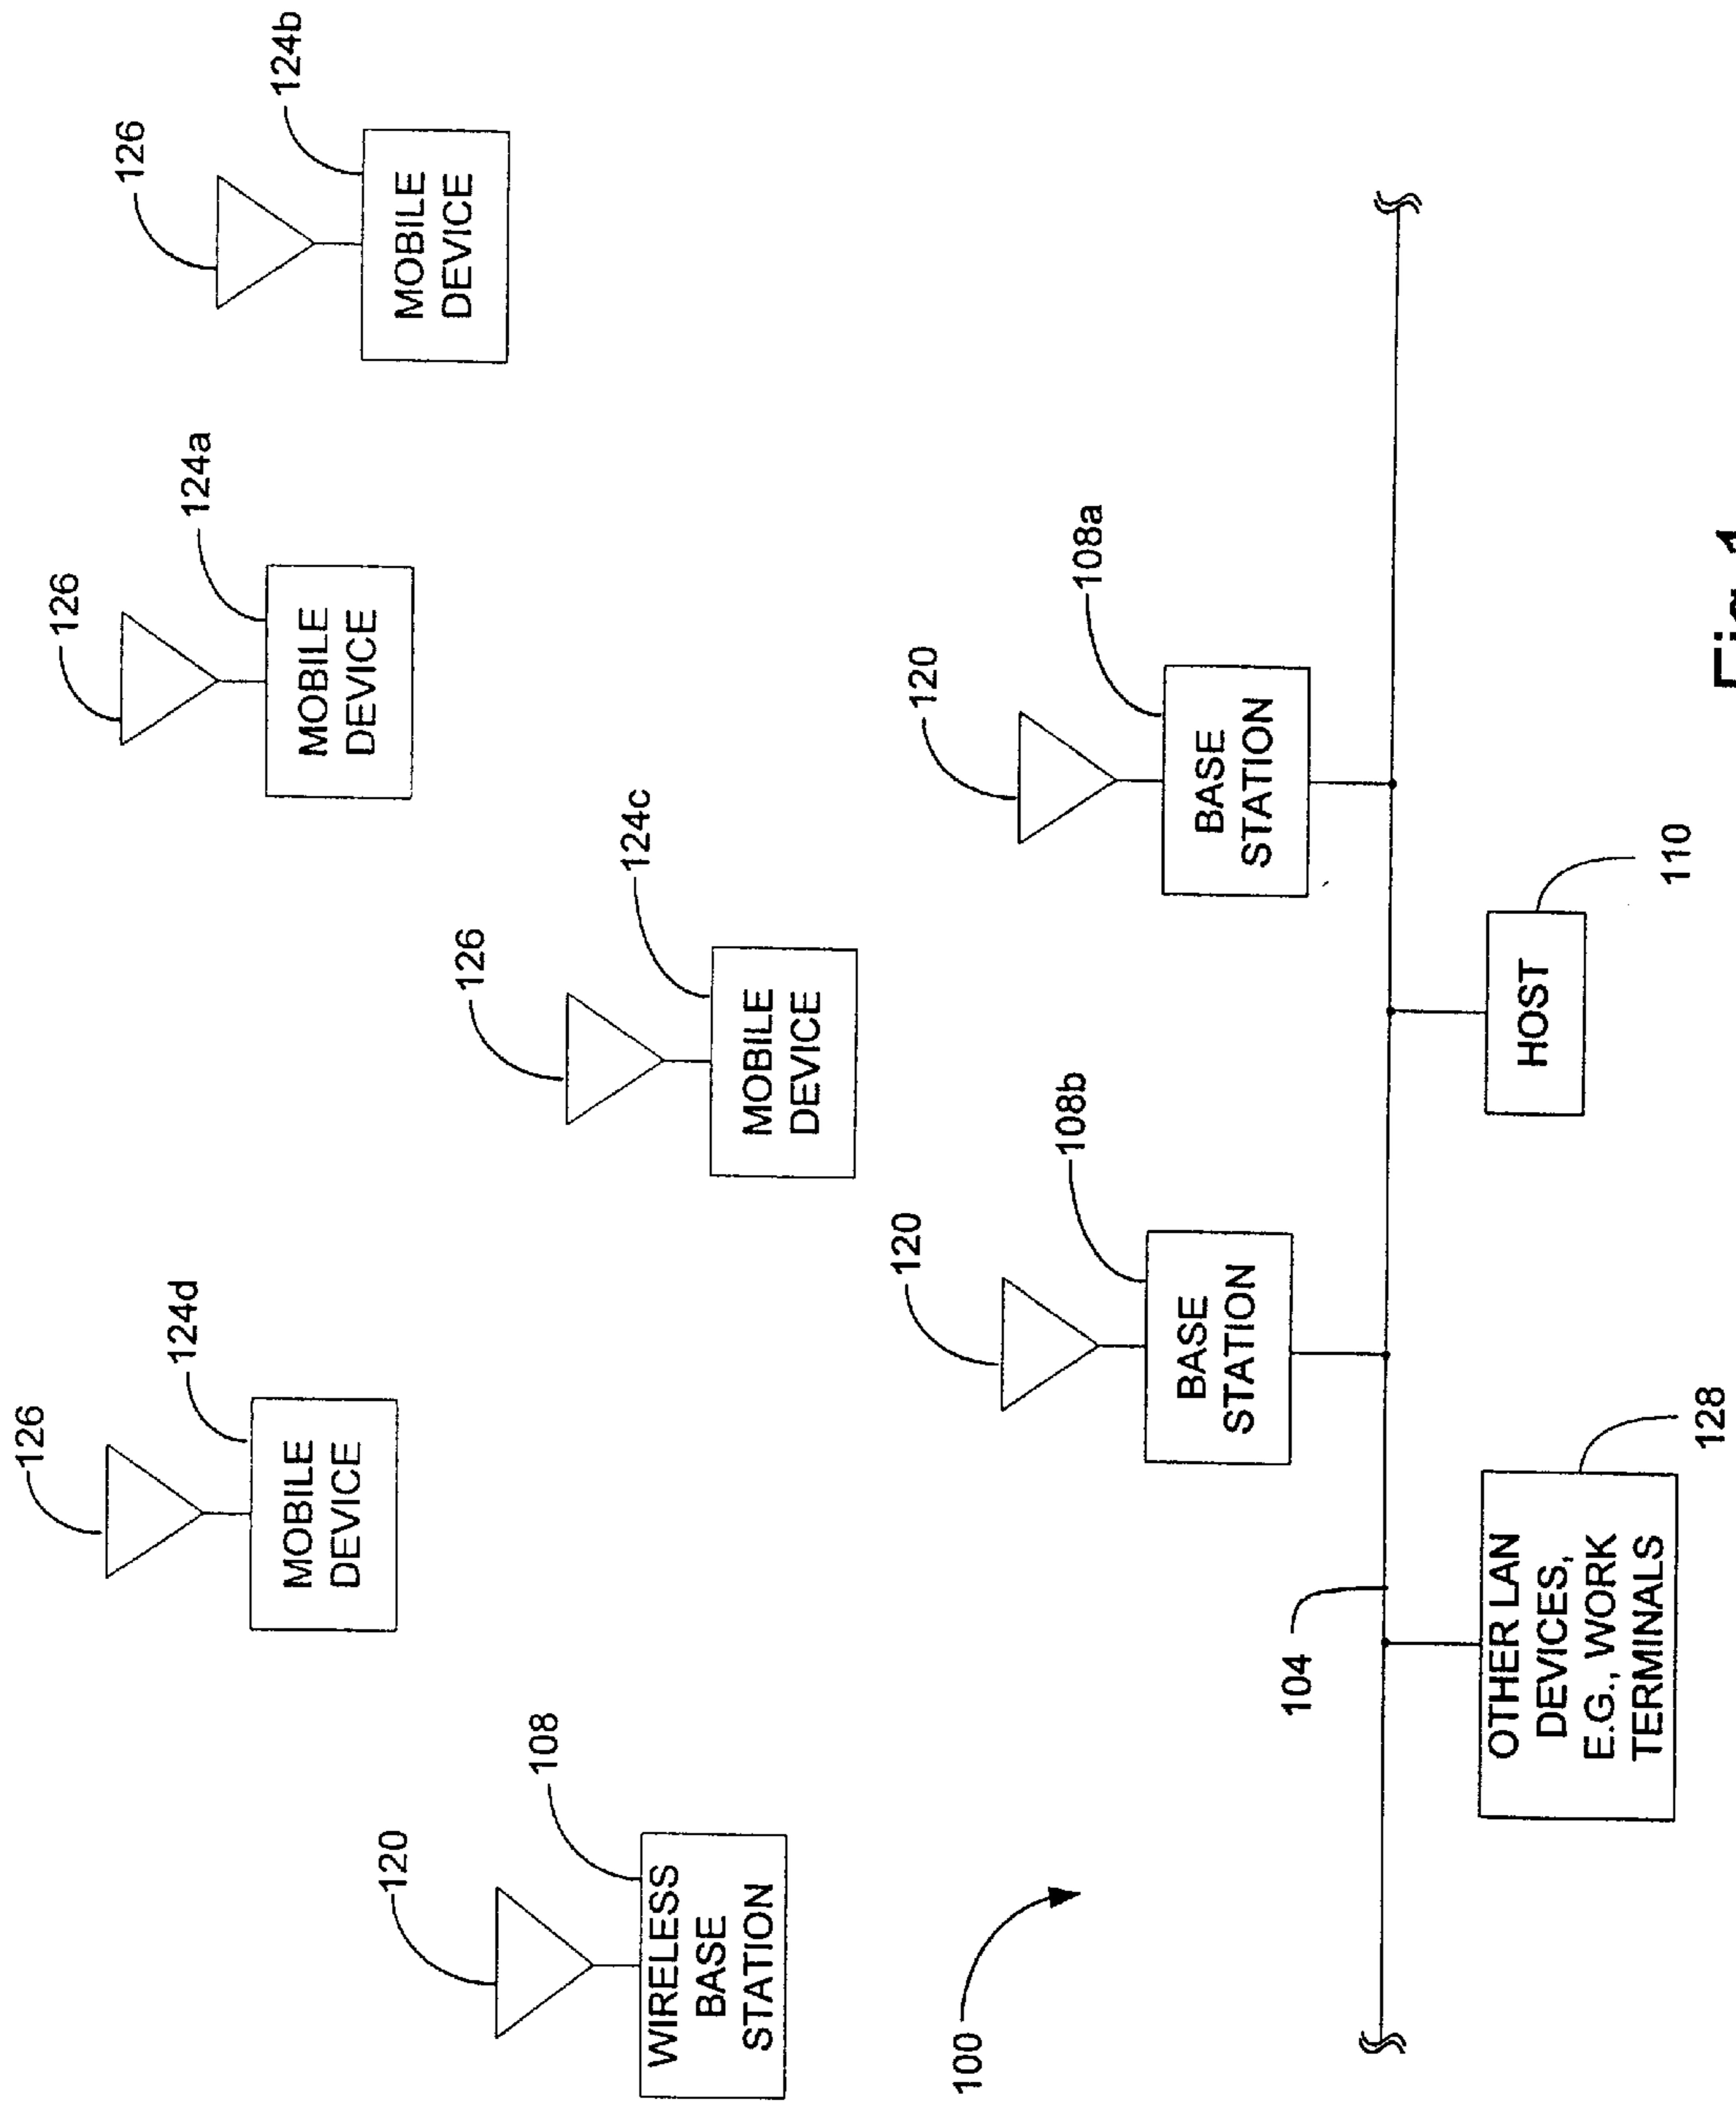 126
126
126
124d
124a
124b
MOBILE
DEVICE
MOBILE
DEVICE
120
MOBILE
DEVICE
126
108
124c
WIRELESS
BASE
STATION
MOBILE
DEVICE
120
120
100
108b
108a
BASE
STATION
BASE
STATION
104
OTHER LAN
DEVICES,
E.G., WORK
TERMINALS
HOST
110
128
Fig. 1